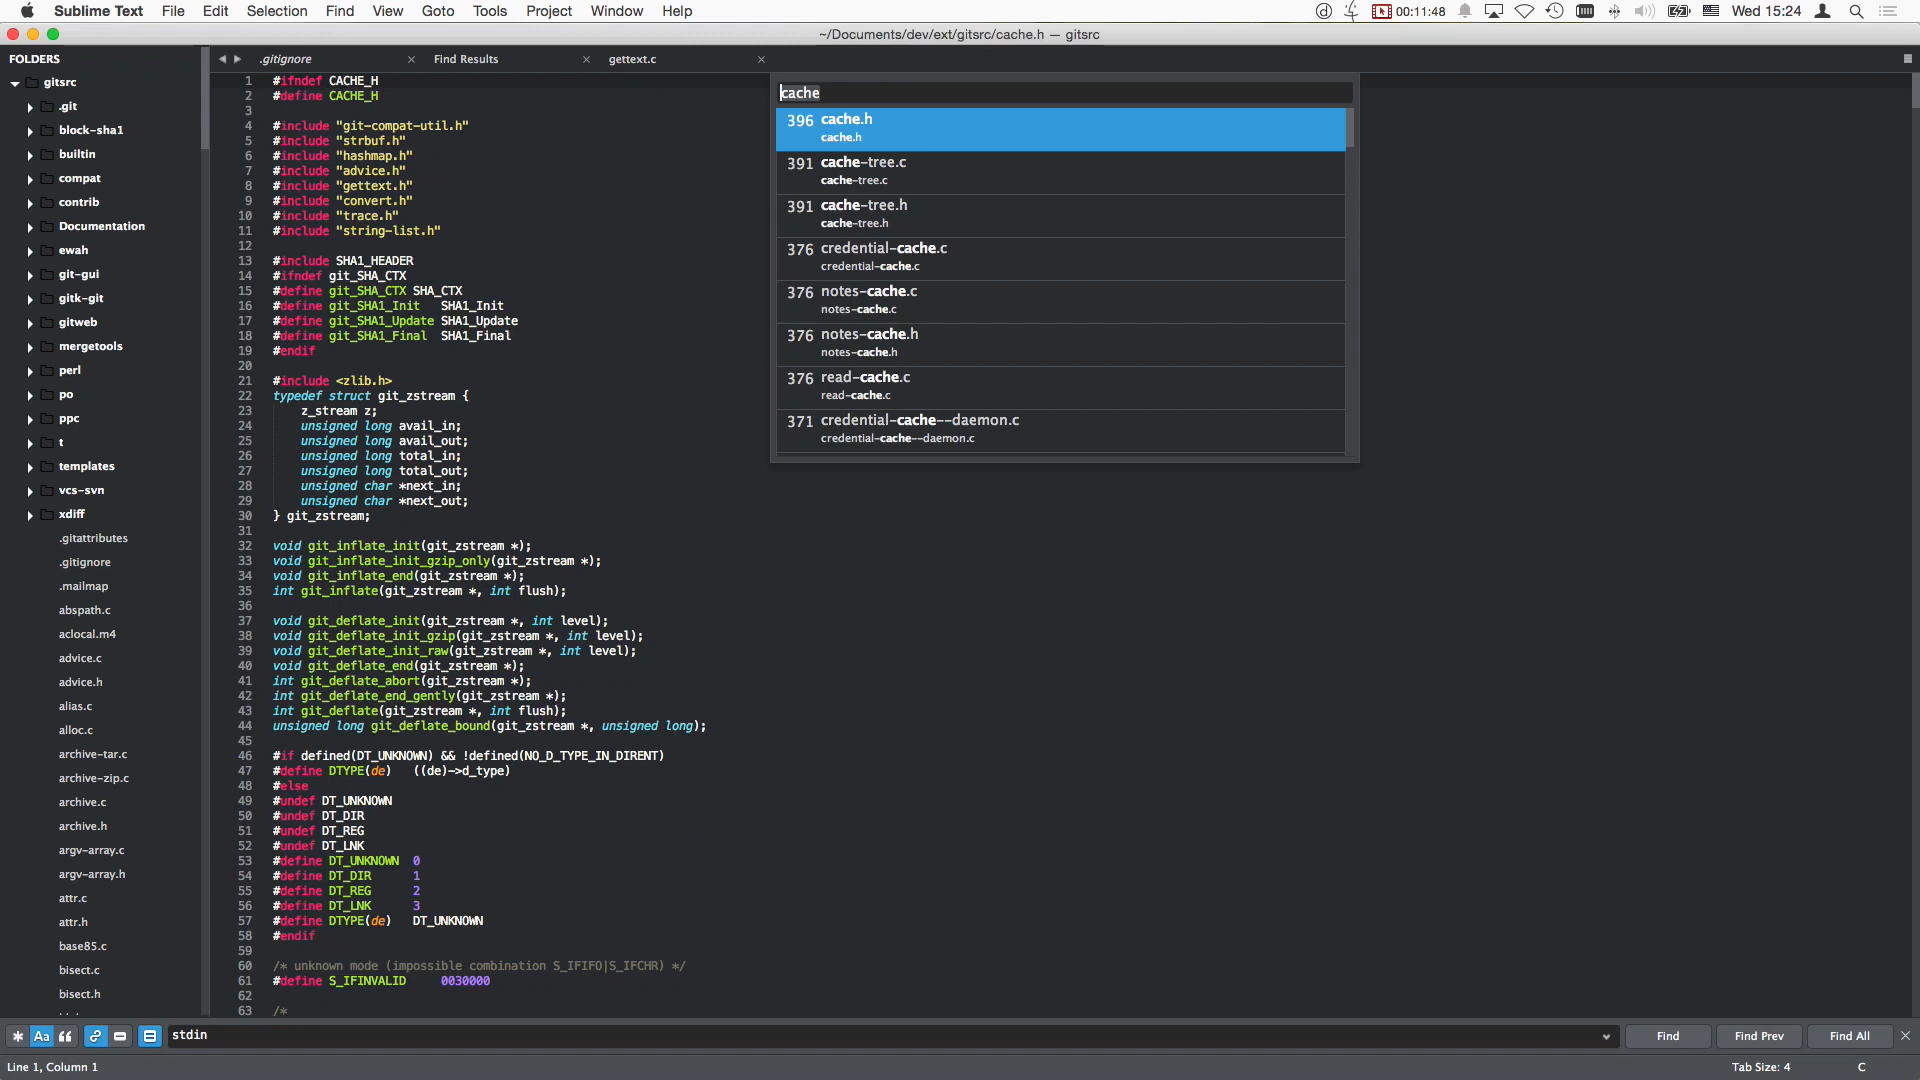 Sublime Text File Edit Selection Find View Goto Tools Project Window Help 00:11:48 Wed 15:24
~/Documents/dev/ext/gitsrc/cache.h — gitsrc
FOLDERS
gitsrc
.git
block-sha1
builtin
compat
contrib
Documentation
ewah
git-gui
gitk-git
gitweb
mergetools
perl
po
ppc
t
templates
vcs-svn
xdiff
.gitattributes
.gitignore
.mailmap
abspath.c
aclocal.m4
advice.c
advice.h
alias.c
alloc.c
archive-tar.c
archive-zip.c
archive.c
archive.h
argv-array.c
argv-array.h
attr.c
attr.h
base85.c
bisect.c
bisect.h
.gitignore × Find Results × gettext.c ×
1 #ifndef CACHE_H
2 #define CACHE_H
3
4 #include "git-compat-util.h"
5 #include "strbuf.h"
6 #include "hashmap.h"
7 #include "advice.h"
8 #include "gettext.h"
9 #include "convert.h"
10 #include "trace.h"
11 #include "string-list.h"
12
13 #include SHA1_HEADER
14 #ifndef git_SHA_CTX
15 #define git_SHA_CTX SHA_CTX
16 #define git_SHA1_Init   SHA1_Init
17 #define git_SHA1_Update SHA1_Update
18 #define git_SHA1_Final  SHA1_Final
19 #endif
20
21 #include <zlib.h>
22 typedef struct git_zstream {
23     z_stream z;
24     unsigned long avail_in;
25     unsigned long avail_out;
26     unsigned long total_in;
27     unsigned long total_out;
28     unsigned char *next_in;
29     unsigned char *next_out;
30 } git_zstream;
31
32 void git_inflate_init(git_zstream *);
33 void git_inflate_init_gzip_only(git_zstream *);
34 void git_inflate_end(git_zstream *);
35 int git_inflate(git_zstream *, int flush);
36
37 void git_deflate_init(git_zstream *, int level);
38 void git_deflate_init_gzip(git_zstream *, int level);
39 void git_deflate_init_raw(git_zstream *, int level);
40 void git_deflate_end(git_zstream *);
41 int git_deflate_abort(git_zstream *);
42 int git_deflate_end_gently(git_zstream *);
43 int git_deflate(git_zstream *, int flush);
44 unsigned long git_deflate_bound(git_zstream *, unsigned long);
45
46 #if defined(DT_UNKNOWN) && !defined(NO_D_TYPE_IN_DIRENT)
47 #define DTYPE(de)   ((de)->d_type)
48 #else
49 #undef DT_UNKNOWN
50 #undef DT_DIR
51 #undef DT_REG
52 #undef DT_LNK
53 #define DT_UNKNOWN  0
54 #define DT_DIR      1
55 #define DT_REG      2
56 #define DT_LNK      3
57 #define DTYPE(de)   DT_UNKNOWN
58 #endif
59
60 /* unknown mode (impossible combination S_IFIFO|S_IFCHR) */
61 #define S_IFINVALID     0030000
62
63 /*
cache
396 cache.h
cache.h
391 cache-tree.c
cache-tree.c
391 cache-tree.h
cache-tree.h
376 credential-cache.c
credential-cache.c
376 notes-cache.c
notes-cache.c
376 notes-cache.h
notes-cache.h
376 read-cache.c
read-cache.c
371 credential-cache--daemon.c
credential-cache--daemon.c
Aa stdin Find Find Prev Find All
Line 1, Column 1 Tab Size: 4 C